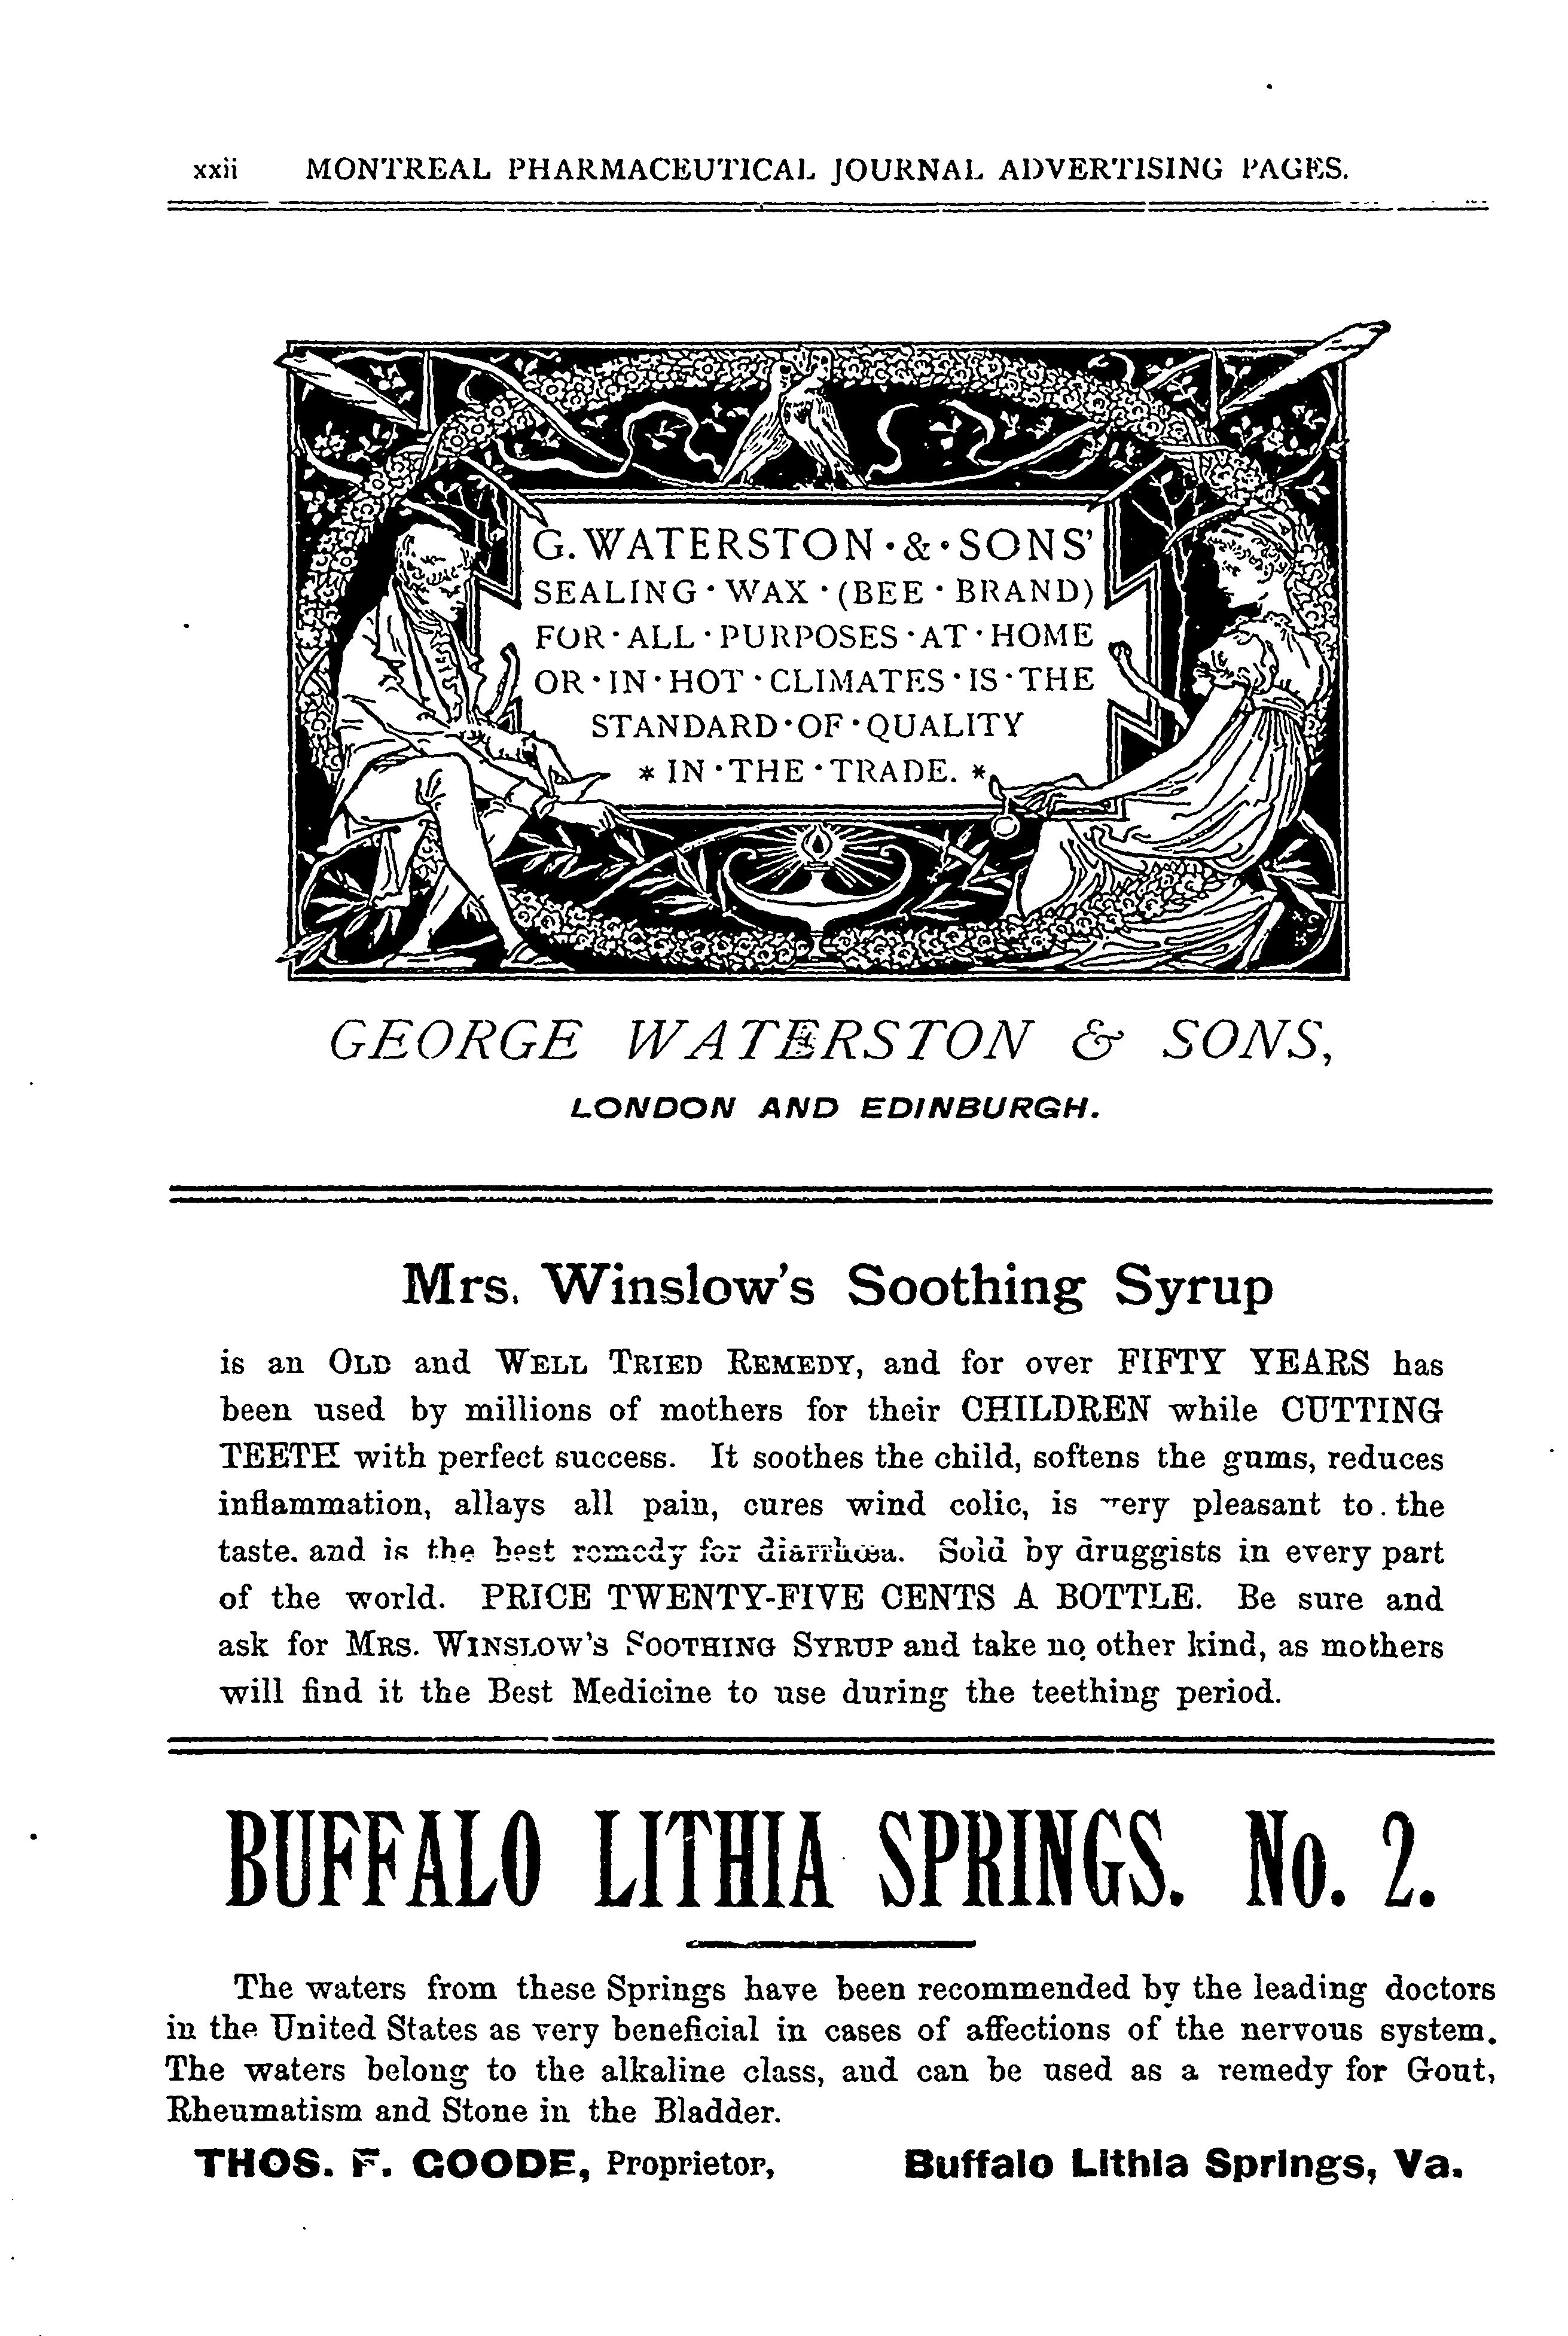 xxii MONTREAL PHARMACEUTICAL JOURNAL ADVERTISING PAGES.
G. WATERSTON · & · SONS'
SEALING · WAX · (BEE · BRAND)
FOR · ALL · PURPOSES · AT · HOME
OR · IN · HOT · CLIMATES · IS · THE
STANDARD · OF · QUALITY
* IN · THE · TRADE. *
GEORGE WATERSTON & SONS,
LONDON AND EDINBURGH.
Mrs. Winslow's Soothing Syrup
is an OLD and WELL TRIED REMEDY, and for over FIFTY YEARS has
been used by millions of mothers for their CHILDREN while CUTTING
TEETH with perfect success. It soothes the child, softens the gums, reduces
inflammation, allays all pain, cures wind colic, is very pleasant to the
taste, and is the best remedy for diarrhœa. Sold by druggists in every part
of the world. PRICE TWENTY-FIVE CENTS A BOTTLE. Be sure and
ask for MRS. WINSLOW'S SOOTHING SYRUP and take no other kind, as mothers
will find it the Best Medicine to use during the teething period.
BUFFALO LITHIA SPRINGS. No. 2.
The waters from these Springs have been recommended by the leading doctors
in the United States as very beneficial in cases of affections of the nervous system.
The waters belong to the alkaline class, and can be used as a remedy for Gout,
Rheumatism and Stone in the Bladder.
THOS. F. GOODE, Proprietor, Buffalo Lithia Springs, Va.